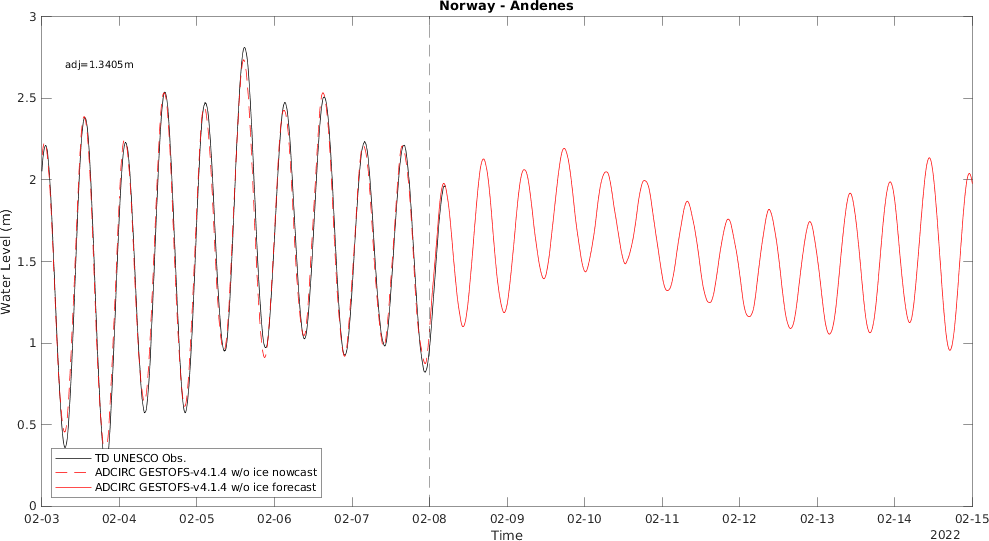 Norway - Andenes
adj=1.3405m
Water Level (m)
3
2.5
2
1.5
1
0.5
0
TD UNESCO Obs.
ADCIRC GESTOFS-v4.1.4 w/o ice nowcast
ADCIRC GESTOFS-v4.1.4 w/o ice forecast
02-03 02-04 02-05 02-06 02-07 02-08 02-09 02-10 02-11 02-12 02-13 02-14 02-15
Time
2022